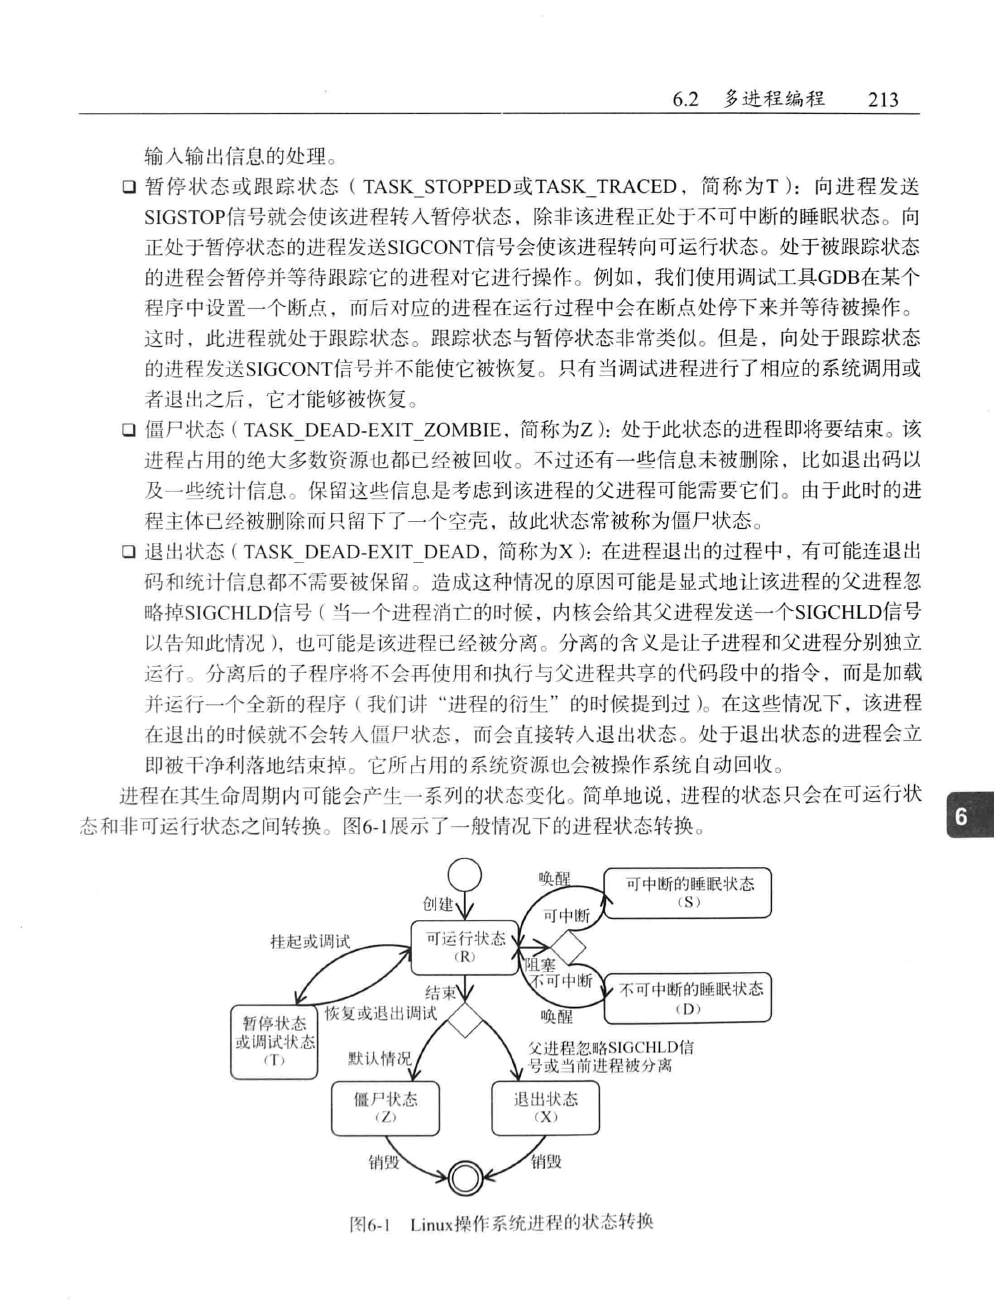 6.2 多进程编程 213
输入输出信息的处理。
❑ 暂停状态或跟踪状态（TASK_STOPPED或TASK_TRACED，简称为T）：向进程发送
SIGSTOP信号就会使该进程转入暂停状态，除非该进程正处于不可中断的睡眠状态。向
正处于暂停状态的进程发送SIGCONT信号会使该进程转向可运行状态。处于被跟踪状态
的进程会暂停并等待跟踪它的进程对它进行操作。例如，我们使用调试工具GDB在某个
程序中设置一个断点，而后对应的进程在运行过程中会在断点处停下来并等待被操作。
这时，此进程就处于跟踪状态。跟踪状态与暂停状态非常类似。但是，向处于跟踪状态
的进程发送SIGCONT信号并不能使它被恢复。只有当调试进程进行了相应的系统调用或
者退出之后，它才能够被恢复。
❑ 僵尸状态（TASK_DEAD-EXIT_ZOMBIE，简称为Z）：处于此状态的进程即将要结束。该
进程占用的绝大多数资源也都已经被回收。不过还有一些信息未被删除，比如退出码以
及一些统计信息。保留这些信息是考虑到该进程的父进程可能需要它们。由于此时的进
程主体已经被删除而只留下了一个空壳，故此状态常被称为僵尸状态。
❑ 退出状态（TASK_DEAD-EXIT_DEAD，简称为X）：在进程退出的过程中，有可能连退出
码和统计信息都不需要被保留。造成这种情况的原因可能是显式地让该进程的父进程忽
略掉SIGCHLD信号（当一个进程消亡的时候，内核会给其父进程发送一个SIGCHLD信号
以告知此情况），也可能是该进程已经被分离。分离的含义是让子进程和父进程分别独立
运行。分离后的子程序将不会再使用和执行与父进程共享的代码段中的指令，而是加载
并运行一个全新的程序（我们讲“进程的衍生”的时候提到过）。在这些情况下，该进程
在退出的时候就不会转入僵尸状态，而会直接转入退出状态。处于退出状态的进程会立
即被干净利落地结束掉。它所占用的系统资源也会被操作系统自动回收。
进程在其生命周期内可能会产生一系列的状态变化。简单地说，进程的状态只会在可运行状
态和非可运行状态之间转换。图6-1展示了一般情况下的进程状态转换。
6
唤醒
可中断的睡眠状态
（S）
创建
可中断
挂起或调试
可运行状态
（R）
阻塞
不可中断
结束
不可中断的睡眠状态
（D）
恢复或退出调试
唤醒
暂停状态
或调试状态
（T）
默认情况
父进程忽略SIGCHLD信
号或当前进程被分离
僵尸状态
（Z）
退出状态
（X）
销毁
销毁
图6-1 Linux操作系统进程的状态转换